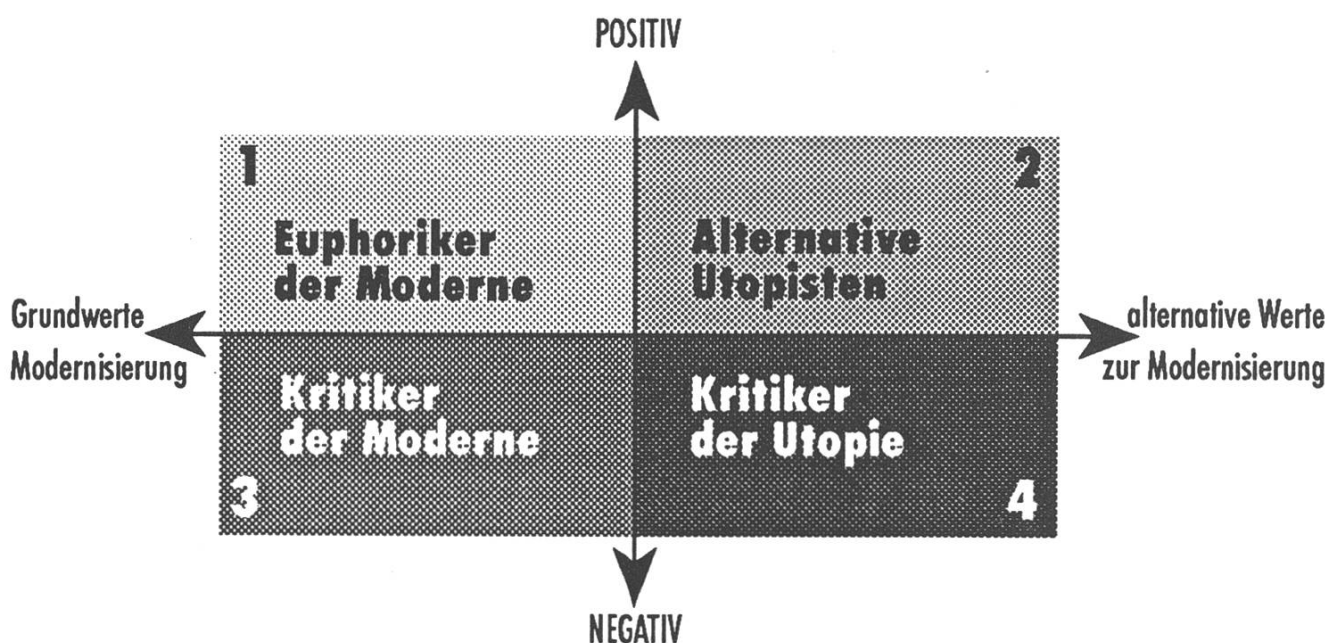 POSITIV
1
2
Euphoriker
der Moderne
Alternative
Utopisten
Grundwerte
Modernisierung
alternative Werte
zur Modernisierung
Kritiker
der Moderne
Kritiker
der Utopie
3
4
NEGATIV